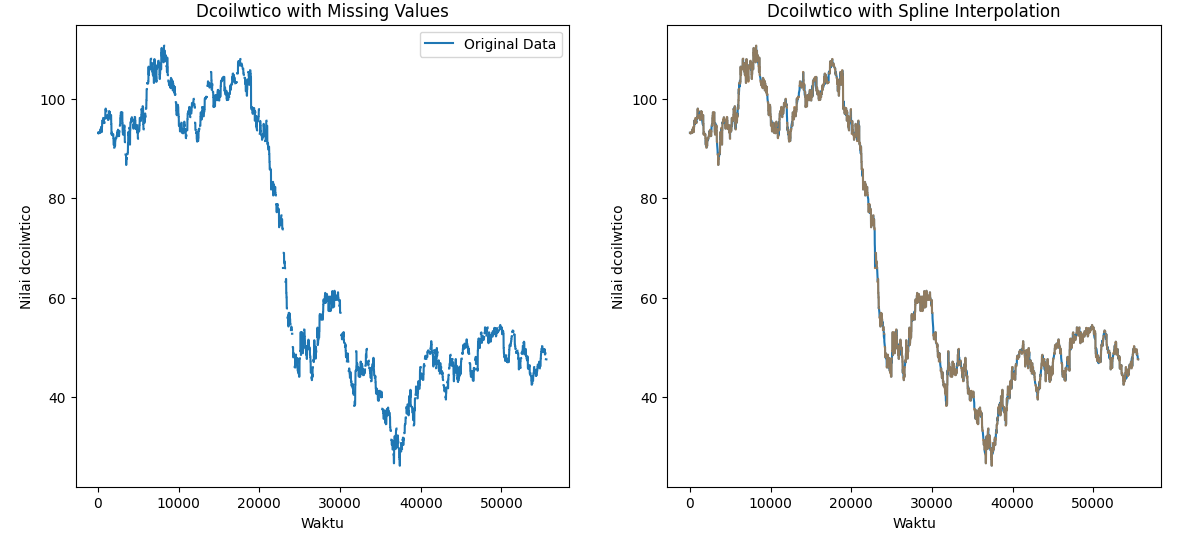 Dcoilwtico with Missing Values
Original Data
Nilai dcoilwtico
100
80
60
40
0 10000 20000 30000 40000 50000
Waktu
Dcoilwtico with Spline Interpolation
Nilai dcoilwtico
100
80
60
40
0 10000 20000 30000 40000 50000
Waktu